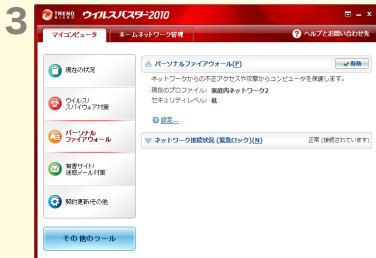 3
TREND MICRO ウイルスバスター2010
マイコンピュータ
ホームネットワーク管理
ヘルプとお問い合わせ先
現在の状況
ウイルス/
スパイウェア対策
パーソナル
ファイアウォール
有害サイト/
迷惑メール対策
契約更新/その他
その他のツール
パーソナルファイアウォール(P)
有効
ネットワークからの不正アクセスや攻撃からコンピュータを保護します。
現在のプロファイル: 家庭内ネットワーク2
セキュリティレベル: 低
設定...
ネットワーク接続状況 (緊急ロック)(N)
正常 (接続されています)